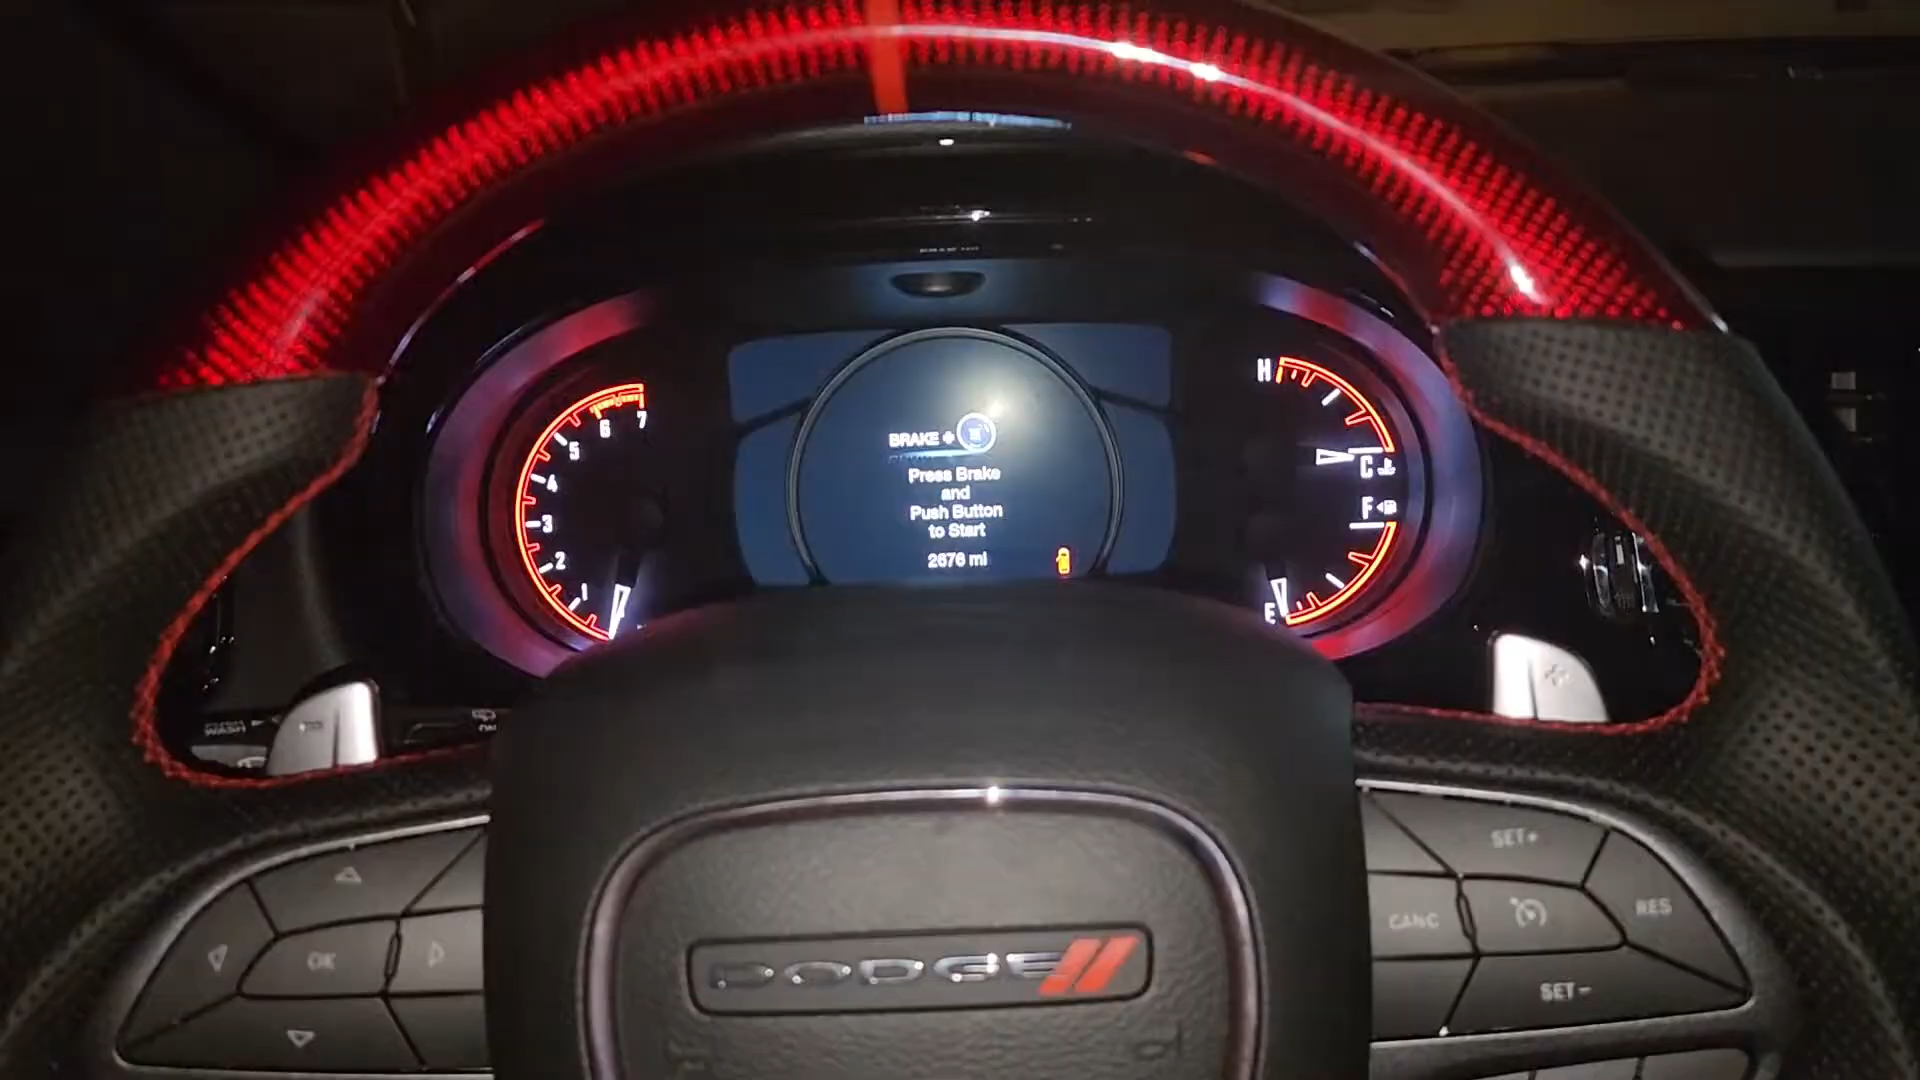 BRAKE +
Press Brake
and
Push Button
to Start
2676 mi
7
6
5
4
3
2
1
H
C
F
E
WASH
OK
DODGE
SET+
CANC
RES
SET-